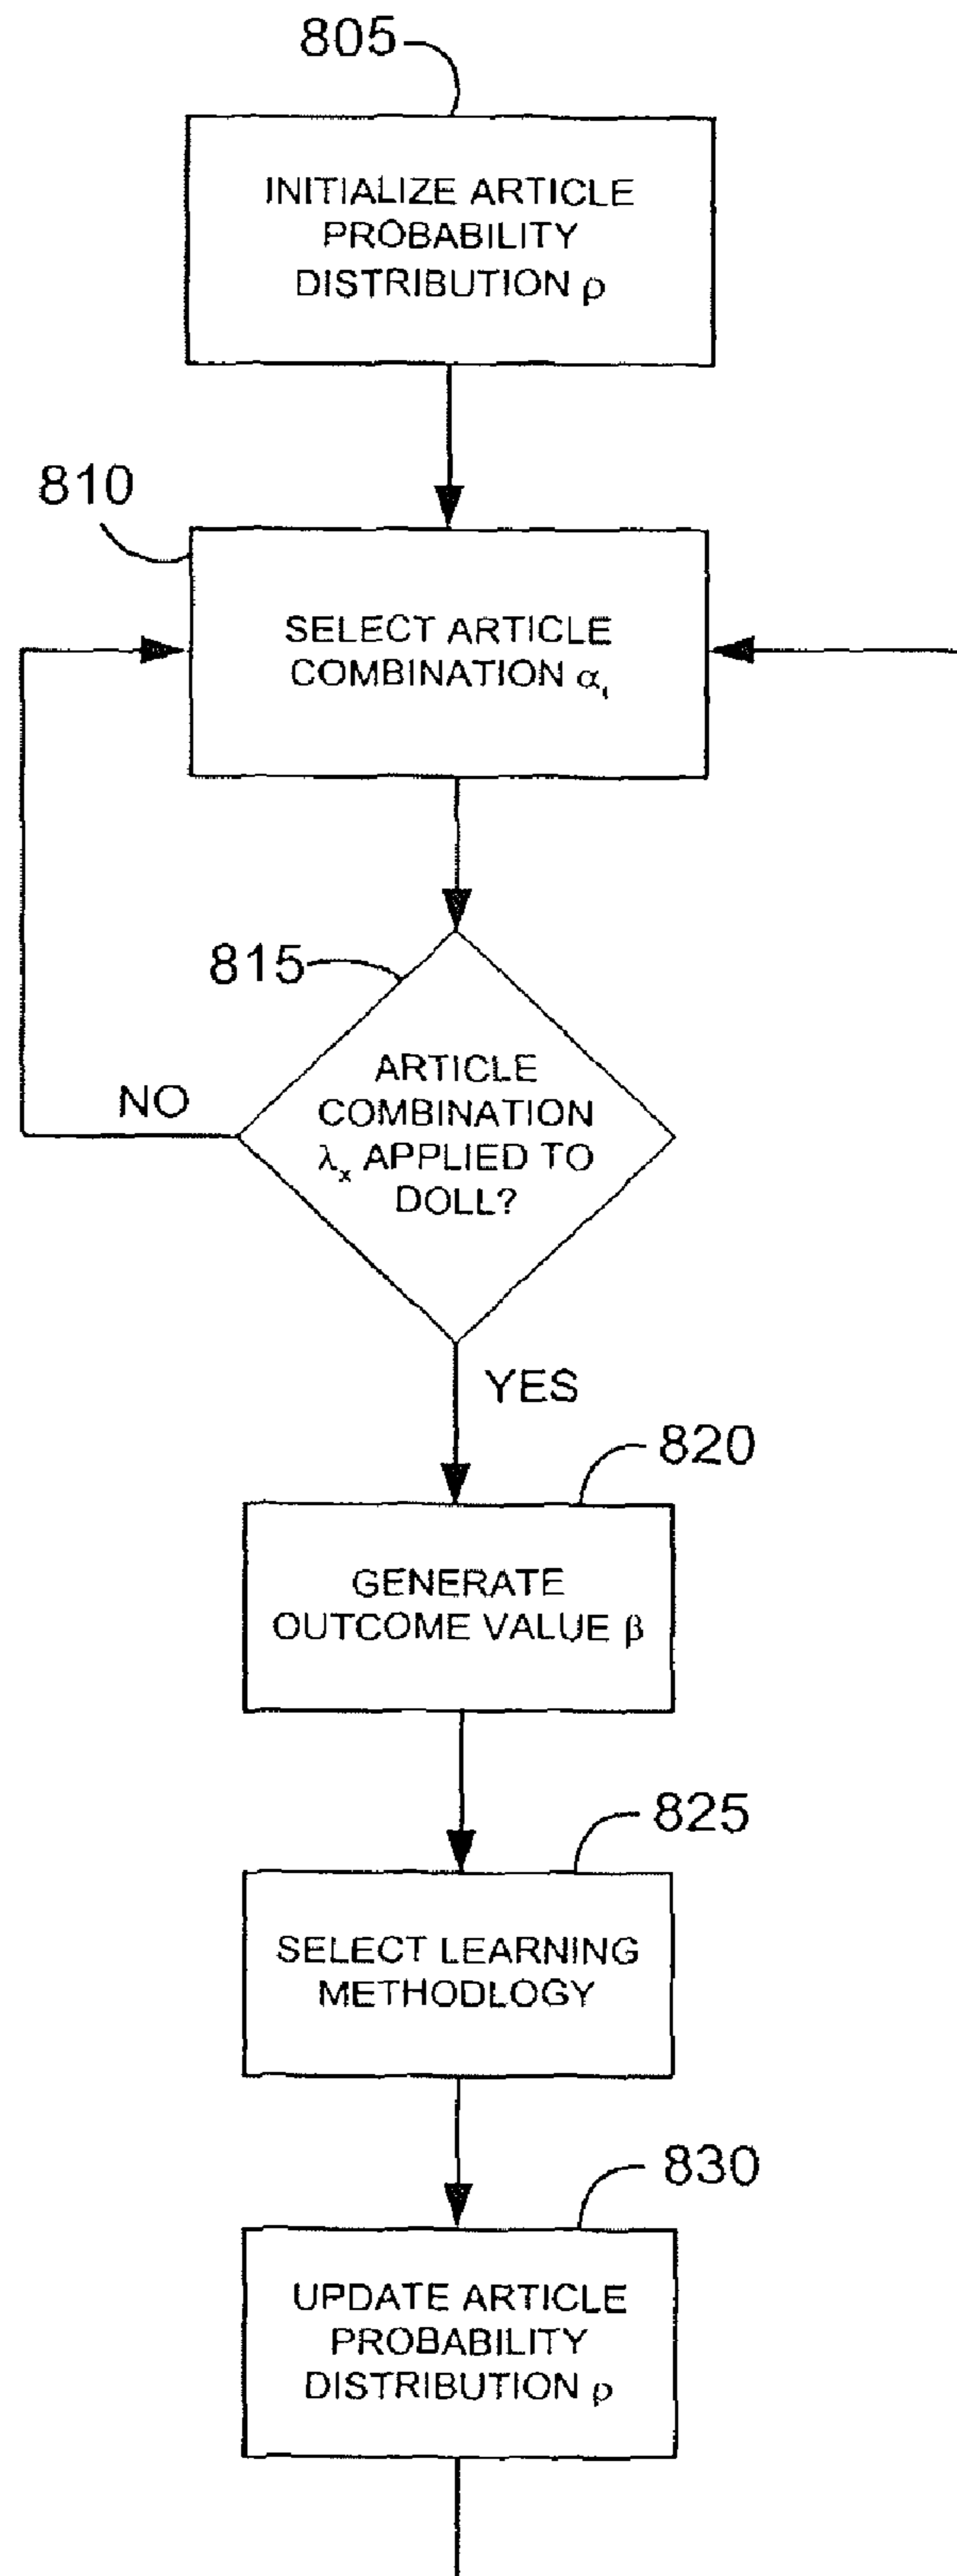 805
INITIALIZE ARTICLE
PROBABILITY
DISTRIBUTION ρ
810
SELECT ARTICLE
COMBINATION αᵢ
815
ARTICLE
COMBINATION
λₓ APPLIED TO
DOLL?
NO
YES
820
GENERATE
OUTCOME VALUE β
825
SELECT LEARNING
METHODLOGY
830
UPDATE ARTICLE
PROBABILITY
DISTRIBUTION ρ